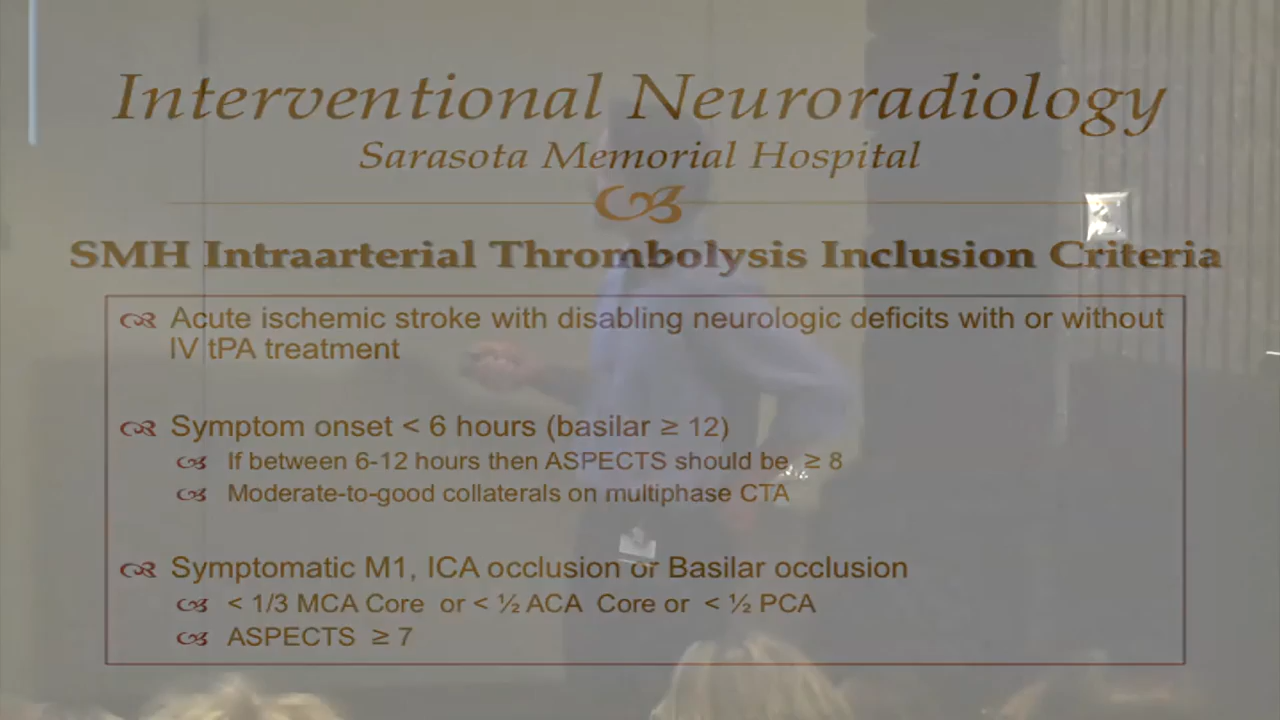 Interventional Neuroradiology
Sarasota Memorial Hospital
SMH Intraarterial Thrombolysis Inclusion Criteria
Acute ischemic stroke with disabling neurologic deficits with or without
IV tPA treatment
Symptom onset < 6 hours (basilar ≥ 12)
If between 6-12 hours then ASPECTS should be ≥ 8
Moderate-to-good collaterals on multiphase CTA
Symptomatic M1, ICA occlusion or Basilar occlusion
< 1/3 MCA Core or < ½ ACA Core or < ½ PCA
ASPECTS ≥ 7